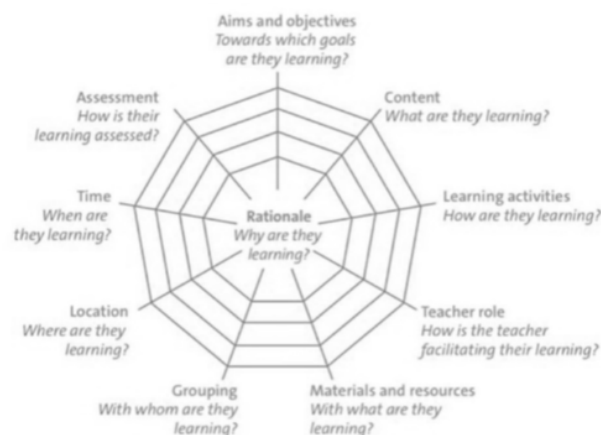 Aims and objectives
Towards which goals
are they learning?
Content
What are they learning?
Learning activities
How are they learning?
Teacher role
How is the teacher
facilitating their learning?
Materials and resources
With what are they
learning?
Grouping
With whom are they
learning?
Location
Where are they
learning?
Time
When are
they learning?
Assessment
How is their
learning assessed?
Rationale
Why are they
learning?